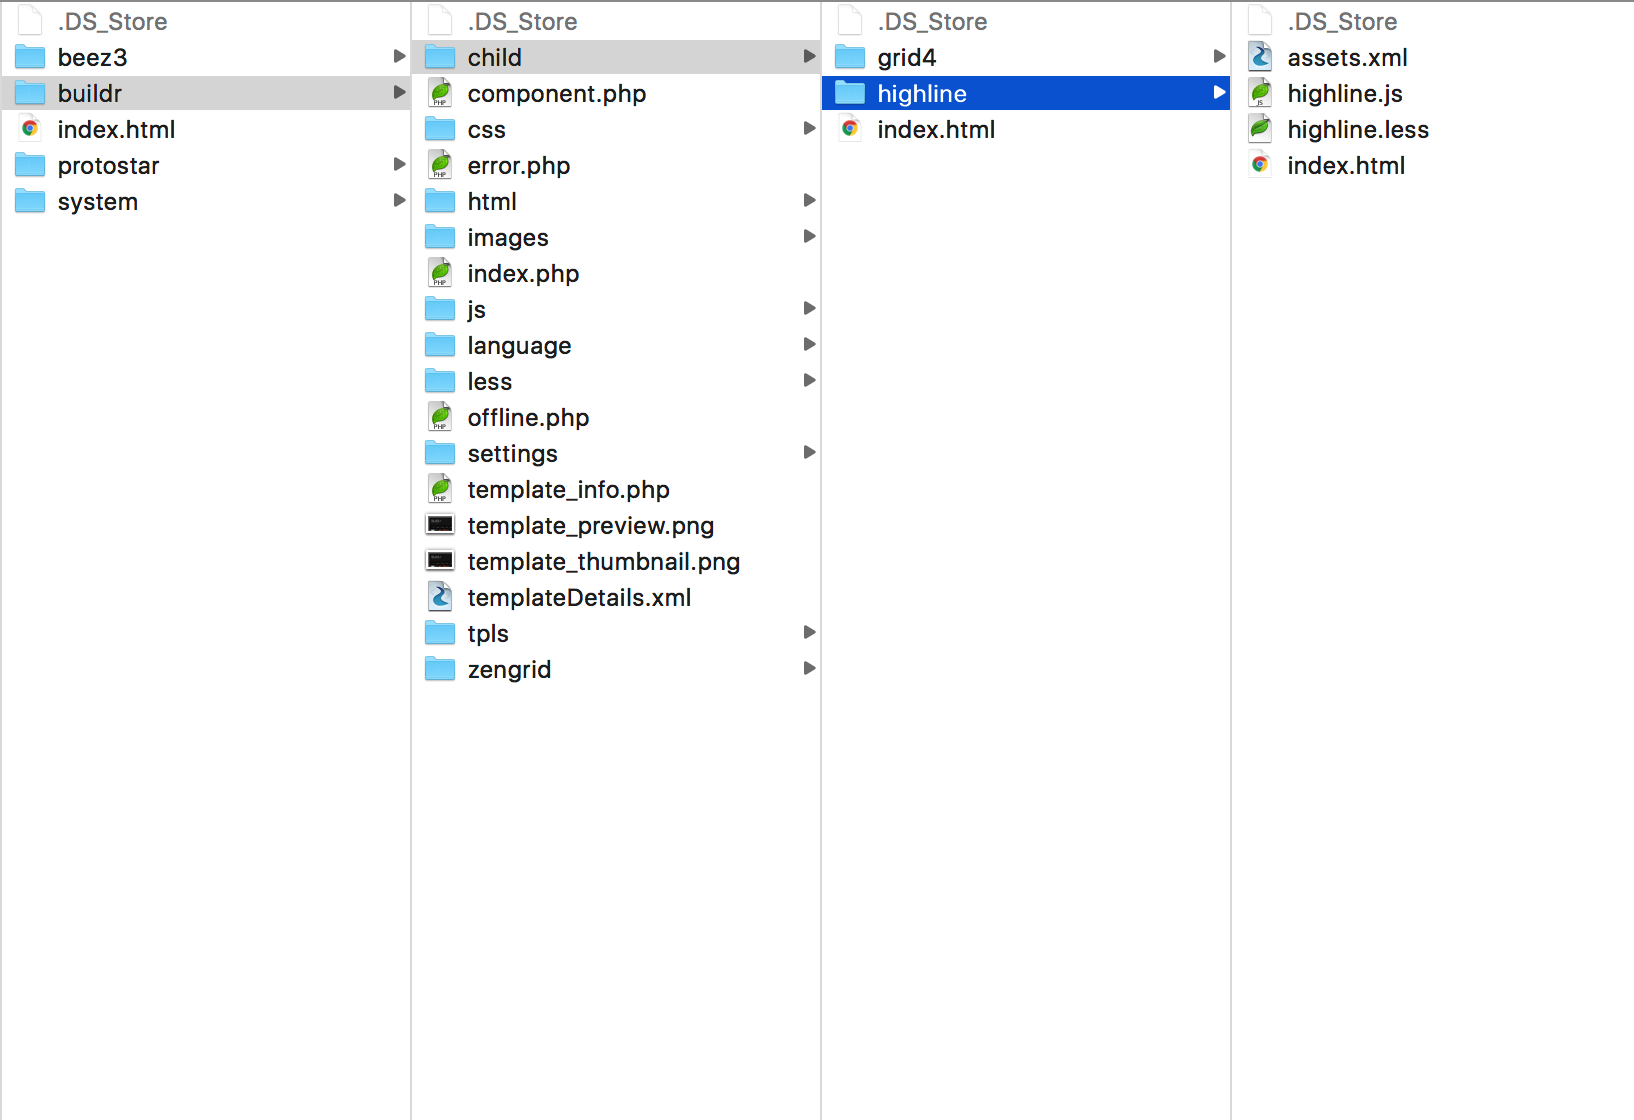 .DS_Store
beez3
buildr
index.html
protostar
system
.DS_Store
child
component.php
css
error.php
html
images
index.php
js
language
less
offline.php
settings
template_info.php
template_preview.png
template_thumbnail.png
templateDetails.xml
tpls
zengrid
.DS_Store
grid4
highline
index.html
.DS_Store
assets.xml
highline.js
highline.less
index.html